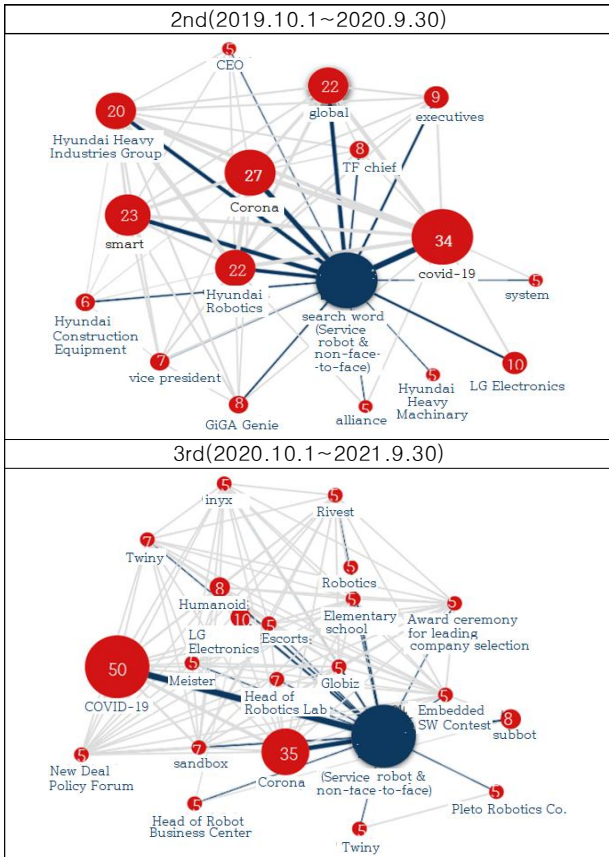 2nd(2019.10.1~2020.9.30)
5
CEO
22
global
9
executives
20
Hyundai Heavy
Industries Group
8
TF chief
27
Corona
23
smart
34
covid-19
22
Hyundai
Robotics
search word
(Service
robot &
non-face-
-to-face)
5
system
6
Hyundai
Construction
Equipment
7
vice president
8
GiGA Genie
5
alliance
5
Hyundai
Heavy
Machinary
10
LG Electronics
3rd(2020.10.1~2021.9.30)
5
inyx
5
Rivest
7
Twiny
5
Robotics
8
Humanoid
5
Elementary
school
5
Award ceremony
for leading
company selection
10
LG
Electronics
5
Escorts
50
COVID-19
5
Meister
7
Head of
Robotics Lab
5
Globiz
5
Embedded
SW Contest
8
subbot
5
New Deal
Policy Forum
7
sandbox
35
Corona
(Service robot &
non-face-to-face)
5
Head of Robot
Business Center
5
Twiny
5
Pleto Robotics Co.